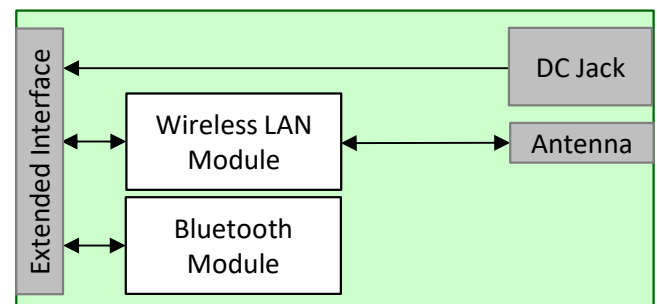 Extended Interface
DC Jack
Wireless LAN
Module
Antenna
Bluetooth
Module